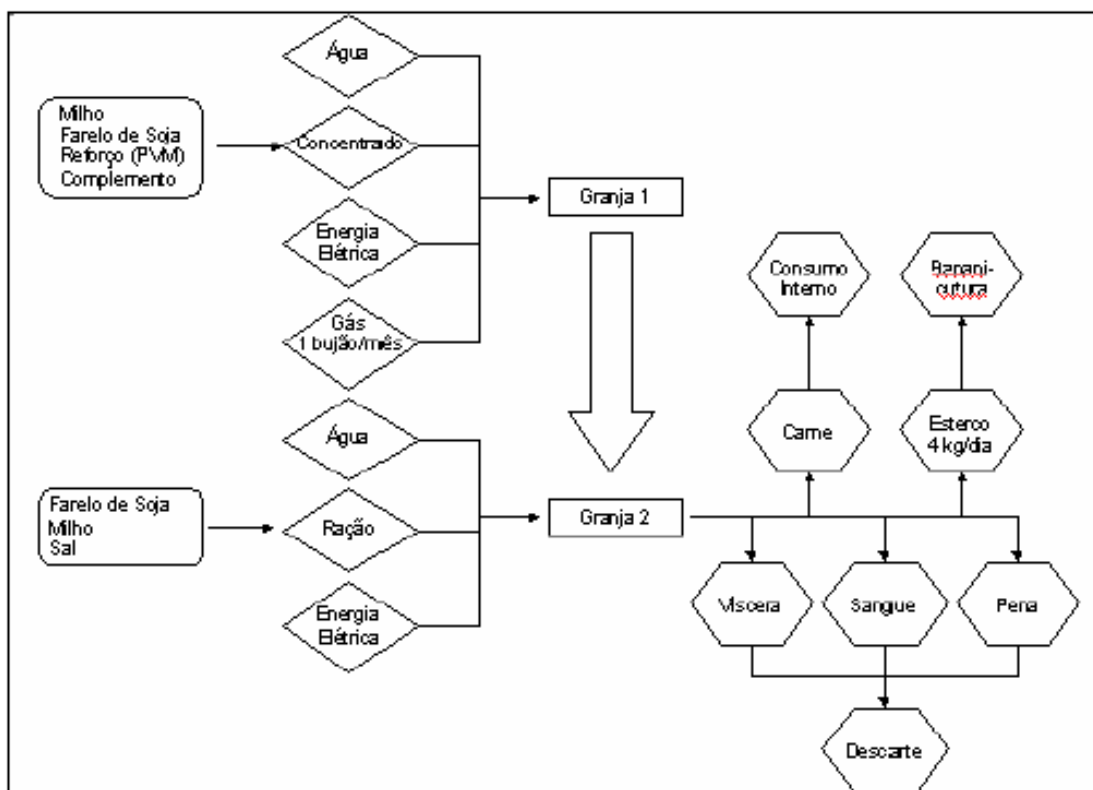 Água
Milho
Farelo de Soja
Reforço (PVM)
Complemento
Concentrado
Energia
Elétrica
Granja 1
Gás
1 bujão/mês
Consumo
Interno
Banani-
cutura
Água
Carne
Esterco
4 kg/dia
Farelo de Soja
Milho
Sal
Ração
Granja 2
Energia
Elétrica
Víscera
Sangue
Pena
Descarte